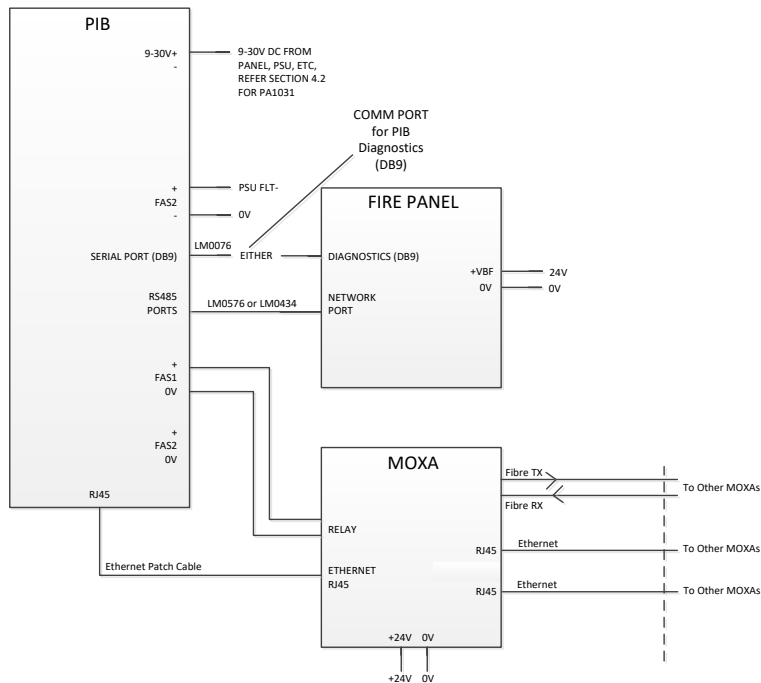 PIB
9-30V+
-
9-30V DC FROM
PANEL, PSU, ETC,
REFER SECTION 4.2
FOR PA1031
COMM PORT
for PIB
Diagnostics
(DB9)
+
FAS2
-
PSU FLT-
0V
SERIAL PORT (DB9)
LM0076
EITHER
FIRE PANEL
DIAGNOSTICS (DB9)
+VBF
0V
24V
0V
RS485
PORTS
LM0576 or LM0434
NETWORK
PORT
+
FAS1
0V
+
FAS2
0V
RJ45
Ethernet Patch Cable
MOXA
RELAY
ETHERNET
RJ45
Fibre TX
Fibre RX
To Other MOXAs
RJ45
Ethernet
To Other MOXAs
RJ45
Ethernet
To Other MOXAs
+24V 0V
+24V 0V